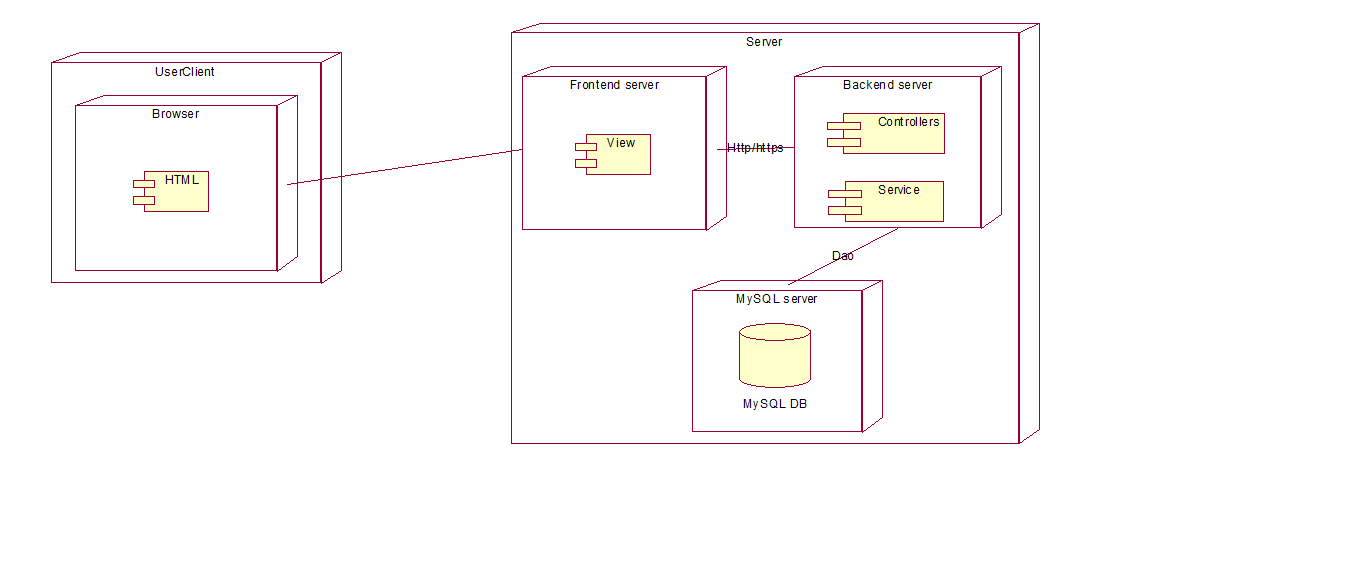 UserClient
Browser
HTML
Server
Frontend server
View
Http/https
Backend server
Controllers
Service
Dao
MySQL server
MySQL DB